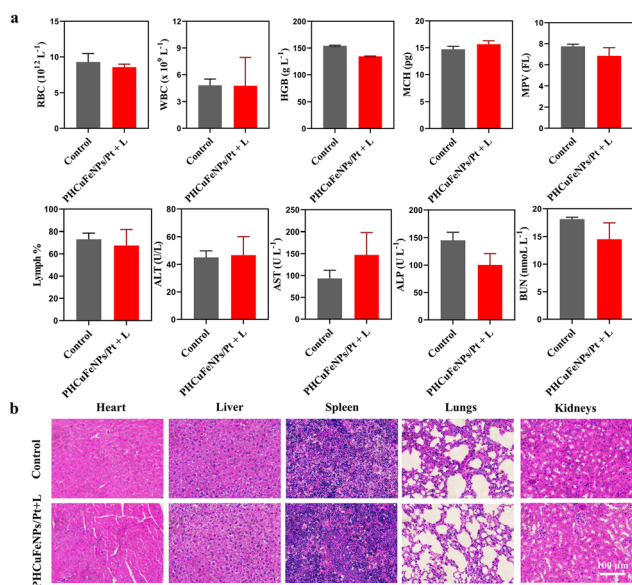 a
RBC (10¹² L⁻¹)
15
10
5
0
Control
PHCuFeNPs/Pt + L
WBC (x 10⁹ L⁻¹)
10
8
6
4
2
0
Control
PHCuFeNPs/Pt + L
HGB (g L⁻¹)
200
150
100
50
0
Control
PHCuFeNPs/Pt + L
MCH (pg)
20
15
10
5
0
Control
PHCuFeNPs/Pt + L
MPV (FL)
10
8
6
4
2
0
Control
PHCuFeNPs/Pt + L
Lymph %
100
80
60
40
20
0
Control
PHCuFeNPs/Pt + L
ALT (U/L)
80
60
40
20
0
Control
PHCuFeNPs/Pt + L
AST (U L⁻¹)
250
200
150
100
50
0
Control
PHCuFeNPs/Pt + L
ALP (U L⁻¹)
200
150
100
50
0
Control
PHCuFeNPs/Pt + L
BUN (nmoL L⁻¹)
20
15
10
5
0
Control
PHCuFeNPs/Pt + L
b
Heart Liver Spleen Lungs Kidneys
Control
PHCuFeNPs/Pt+L
100 μm